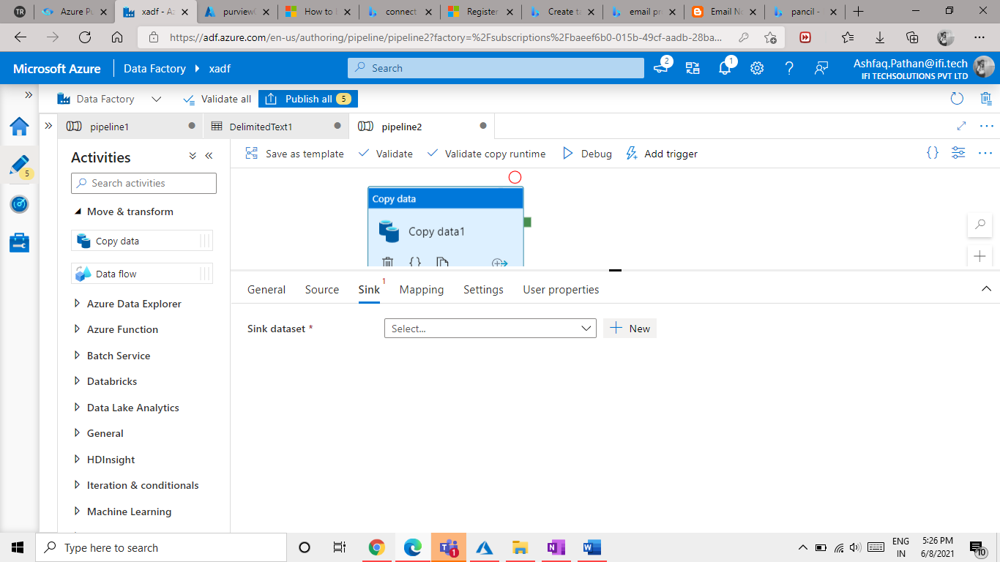 TR
Azure Pu
xadf - Az
purview
How to
connect
Register
Create ta
email pr
Email No
pancil -
https://adf.azure.com/en-us/authoring/pipeline/pipeline2?factory=%2Fsubscriptions%2Fbaeef6b0-015b-49cf-aadb-28ba...
Microsoft Azure
Data Factory
xadf
Search
2
1
Ashfaq.Pathan@ifi.tech
IFI TECHSOLUTIONS PVT LTD
Data Factory
Validate all
Publish all 5
pipeline1
DelimitedText1
pipeline2
5
Activities
Search activities
Move & transform
Copy data
Data flow
Azure Data Explorer
Azure Function
Batch Service
Databricks
Data Lake Analytics
General
HDInsight
Iteration & conditionals
Machine Learning
Save as template
Validate
Validate copy runtime
Debug
Add trigger
Copy data
Copy data1
General
Source
Sink 1
Mapping
Settings
User properties
Sink dataset *
Select...
New
Type here to search
1
ENG
IN
5:26 PM
6/8/2021
10